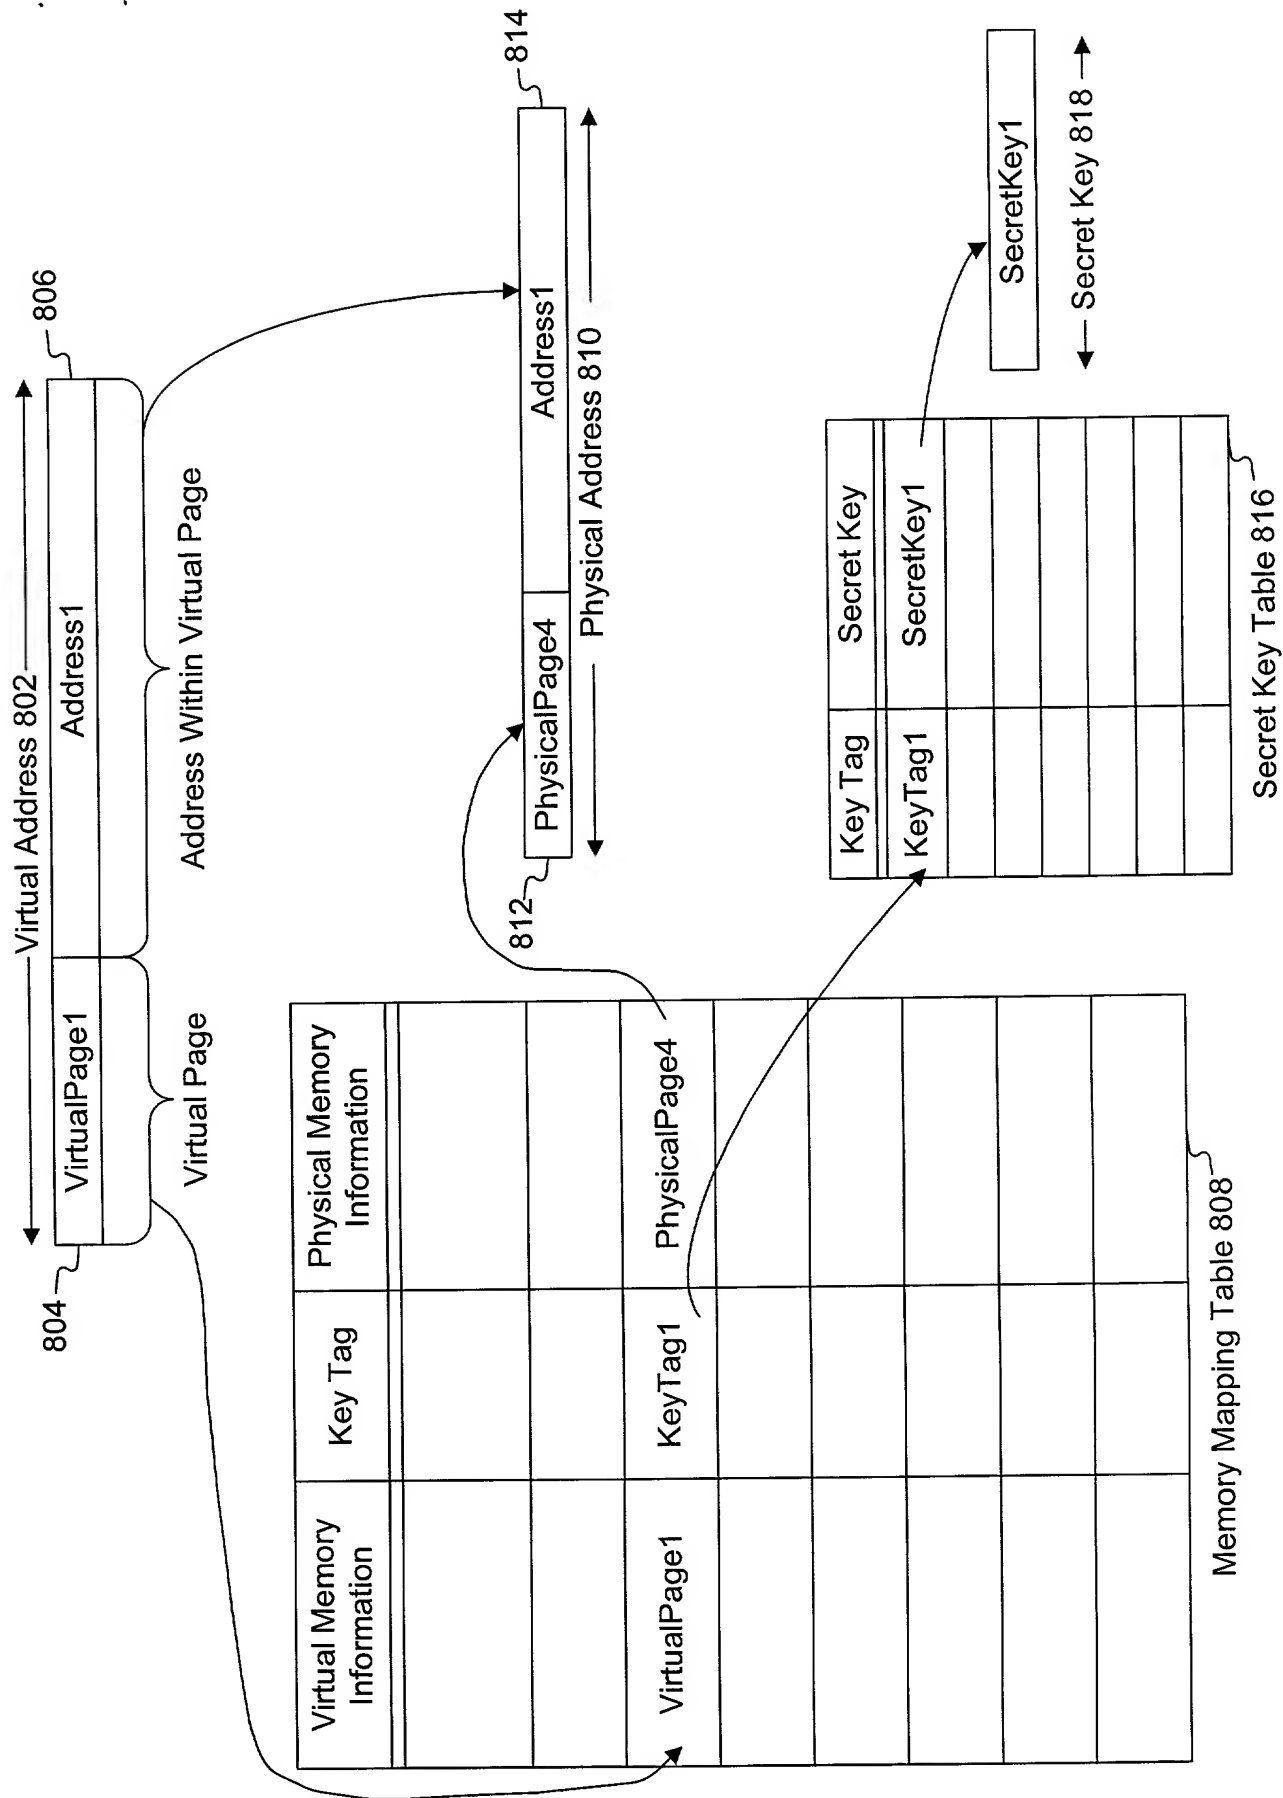 Virtual Address 802
804
VirtualPage1
Address1
806
Virtual Page
Address Within Virtual Page
Virtual Memory Information
Key Tag
Physical Memory Information
VirtualPage1
KeyTag1
PhysicalPage4
Memory Mapping Table 808
812
PhysicalPage4
Address1
814
Physical Address 810
Key Tag
Secret Key
KeyTag1
SecretKey1
Secret Key Table 816
SecretKey1
Secret Key 818